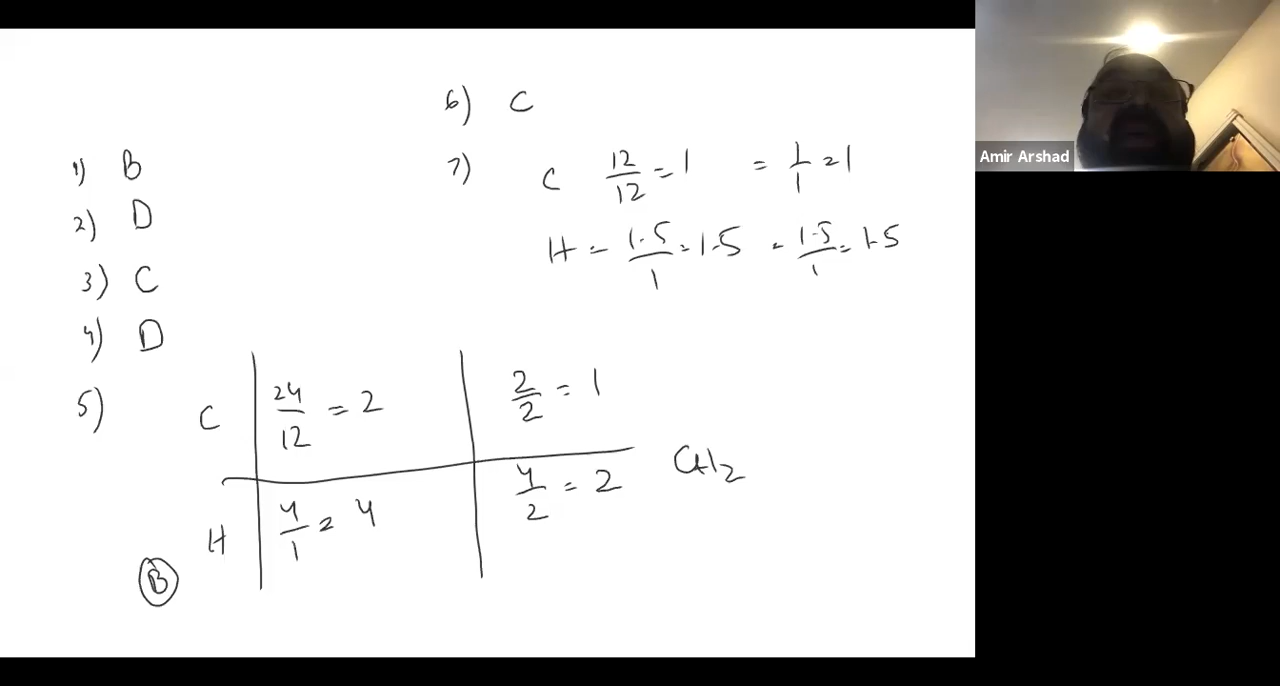 1) B
2) D
3) C
4) D
5)
C 24/12 = 2 2/2 = 1
H 4/1 = 4 4/2 = 2 CH2
B
6) C
7) C 12/12 = 1 = 1/1 = 1
H = 1.5/1 = 1.5 = 1.5/1 = 1.5
Amir Arshad